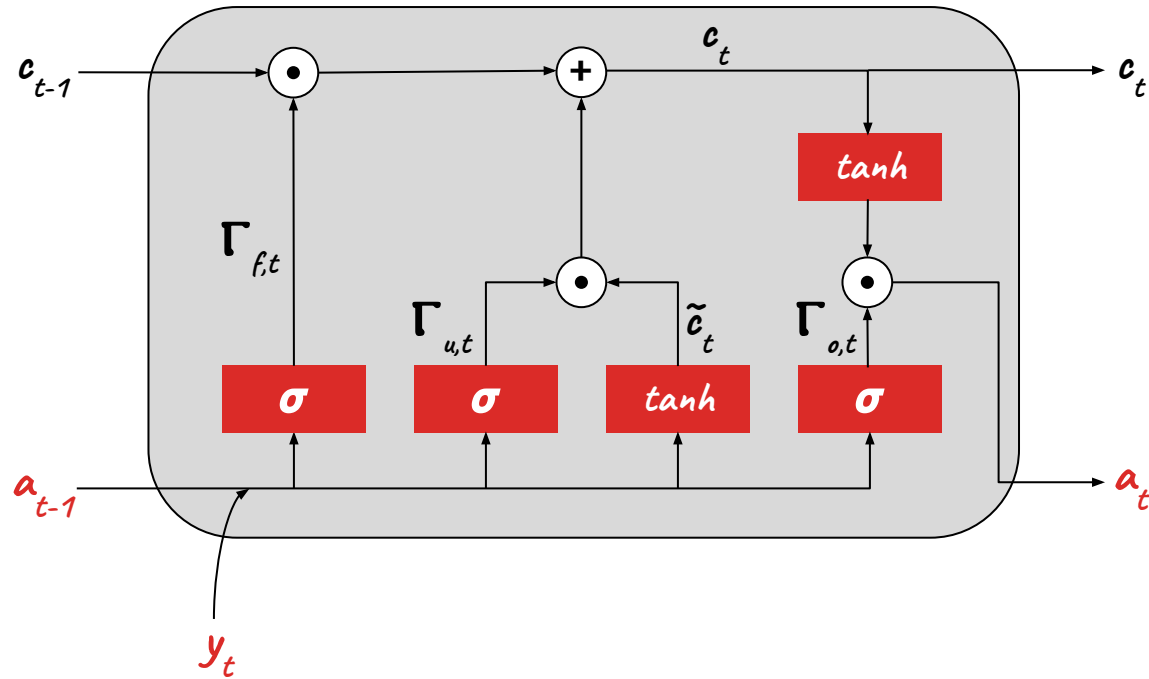 c_t
c_{t-1}
+
c_t
tanh
Γ_{f,t}
Γ_{u,t}
c̃_t
Γ_{o,t}
σ
σ
tanh
σ
a_{t-1}
a_t
y_t